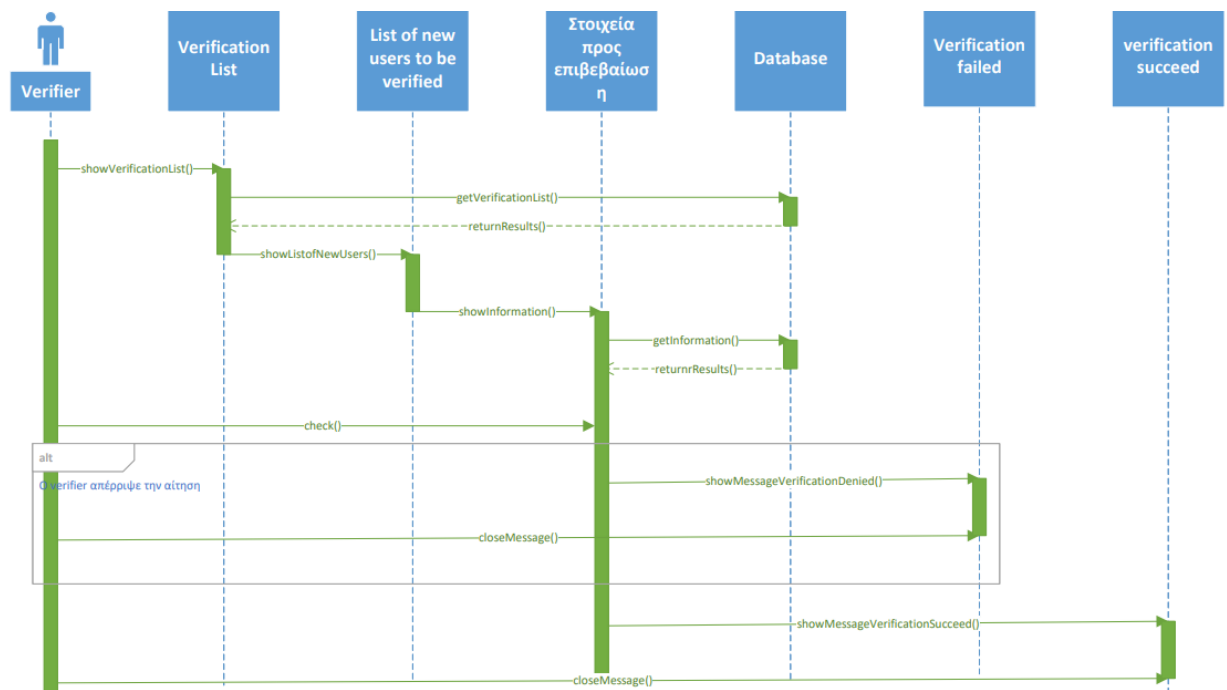 Verifier
Verification
List
List of new
users to be
verified
Στοιχεία
προς
επιβεβαίωσ
η
Database
Verification
failed
verification
succeed
showVerificationList()
getVerificationList()
returnResults()
showListofNewUsers()
showInformation()
getInformation()
returnrResults()
check()
alt
Ο verifier απέρριψε την αίτηση
showMessageVerificationDenied()
closeMessage()
showMessageVerificationSucceed()
closeMessage()